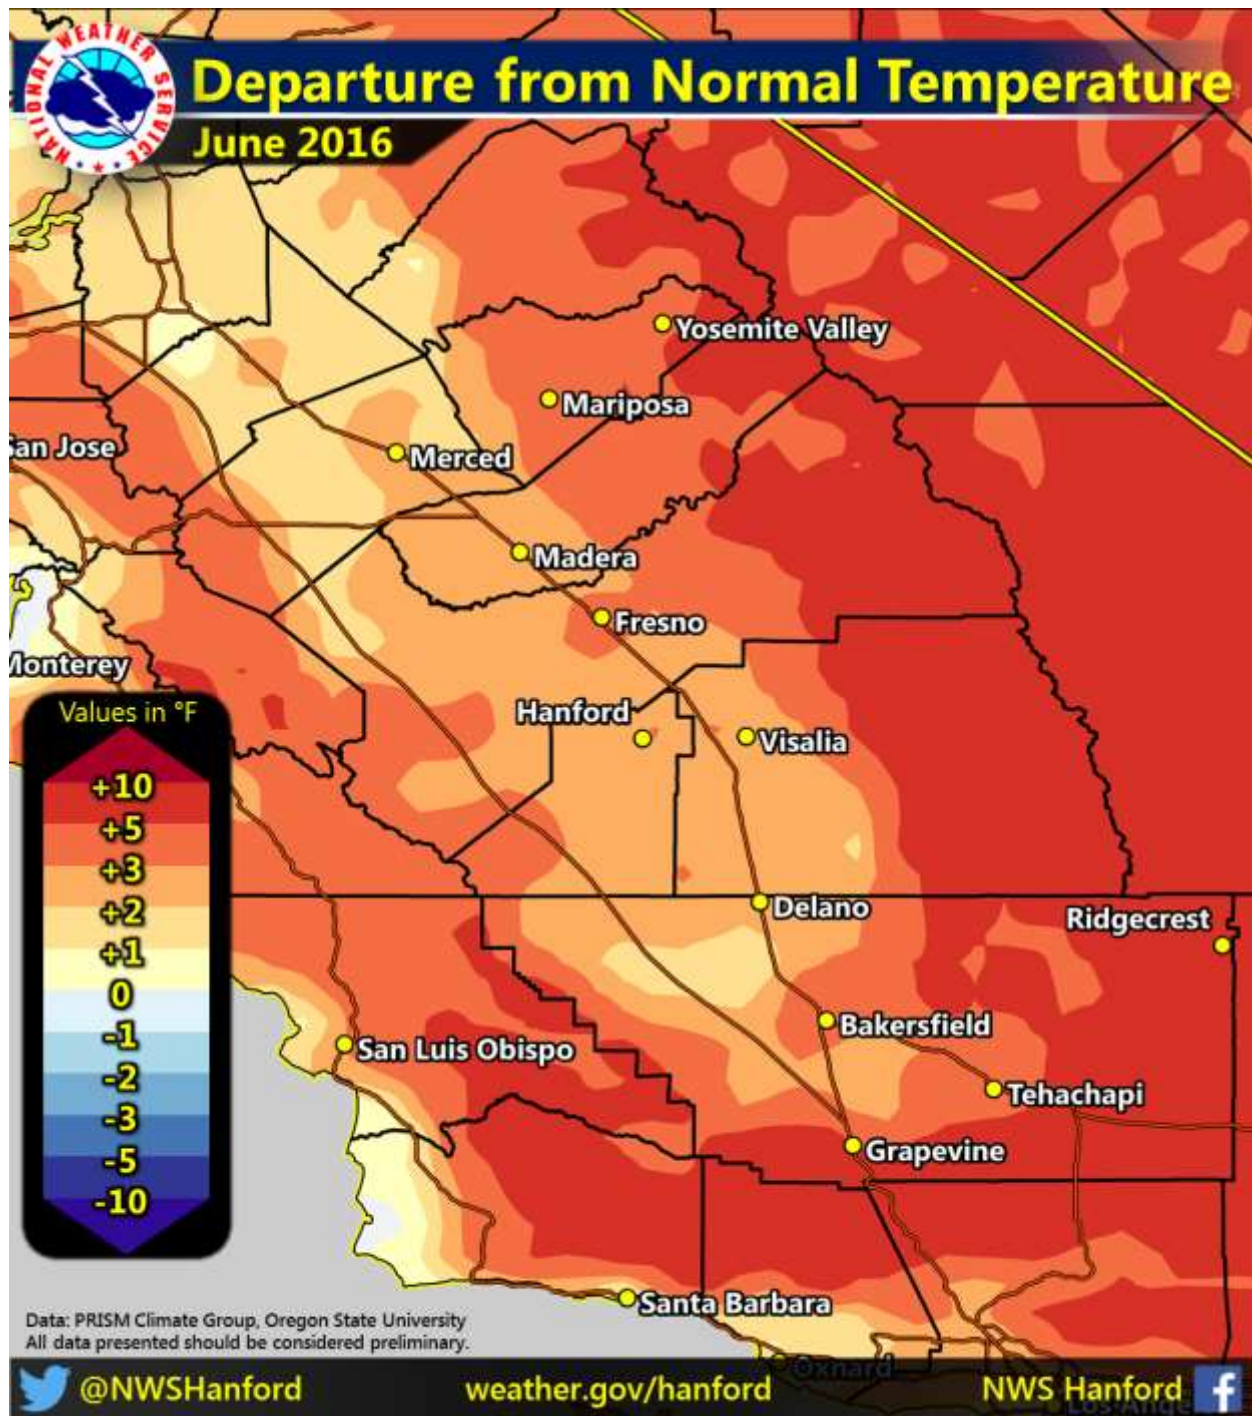 NATIONAL WEATHER SERVICE
Departure from Normal Temperature
June 2016
Yosemite Valley
Mariposa
San Jose
Merced
Madera
Fresno
Monterey
Hanford
Visalia
Values in °F
+10
+5
+3
+2
+1
0
-1
-2
-3
-5
-10
Delano
Ridgecrest
Bakersfield
San Luis Obispo
Tehachapi
Grapevine
Santa Barbara
Data: PRISM Climate Group, Oregon State University
All data presented should be considered preliminary.
Oxnard
@NWSHanford weather.gov/hanford NWS Hanford f